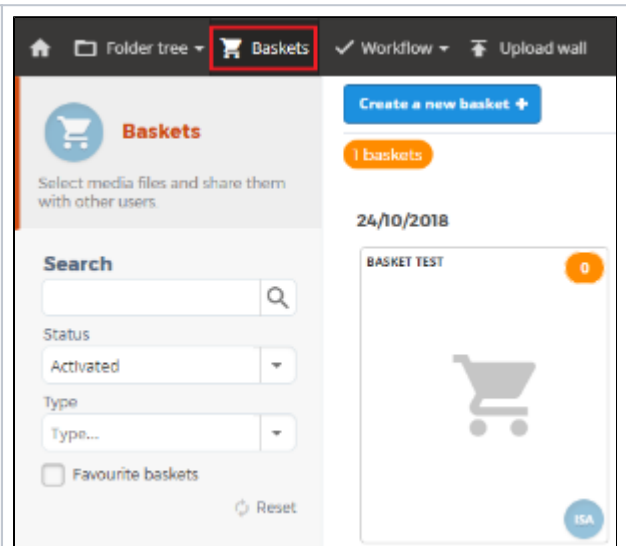 Folder tree Baskets Workflow Upload wall
Baskets
Select media files and share them
with other users.
Search
Status
Activated
Type
Type...
Favourite baskets
Reset
Create a new basket +
1 baskets
24/10/2018
BASKET TEST
0
ISA